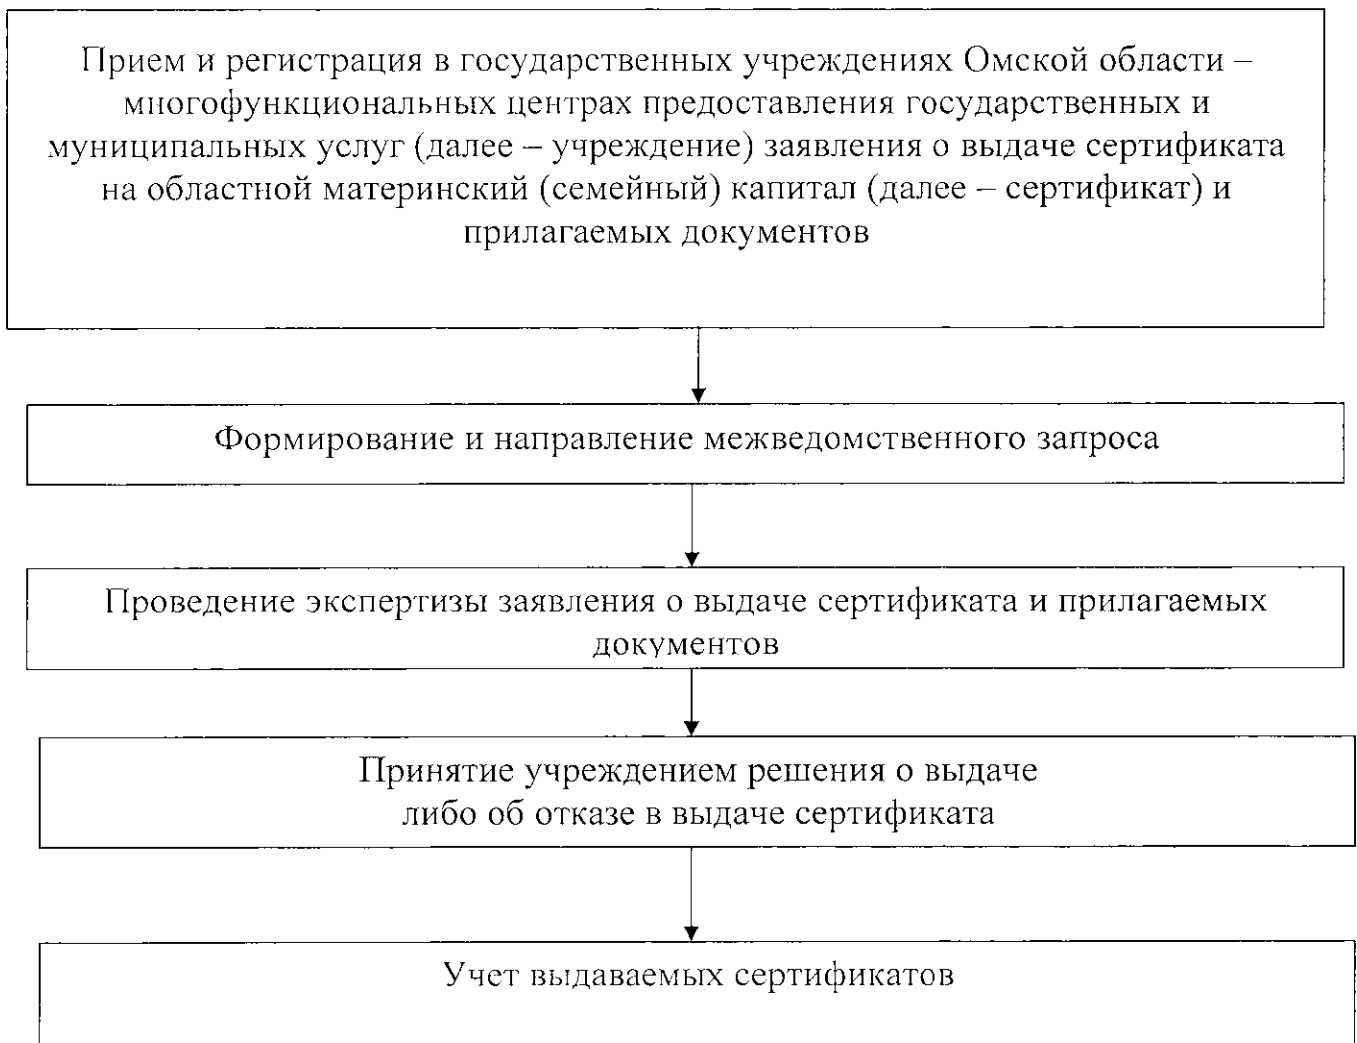 Прием и регистрация в государственных учреждениях Омской области –
многофункциональных центрах предоставления государственных и
муниципальных услуг (далее – учреждение) заявления о выдаче сертификата
на областной материнский (семейный) капитал (далее – сертификат) и
прилагаемых документов
Формирование и направление межведомственного запроса
Проведение экспертизы заявления о выдаче сертификата и прилагаемых
документов
Принятие учреждением решения о выдаче
либо об отказе в выдаче сертификата
Учет выдаваемых сертификатов